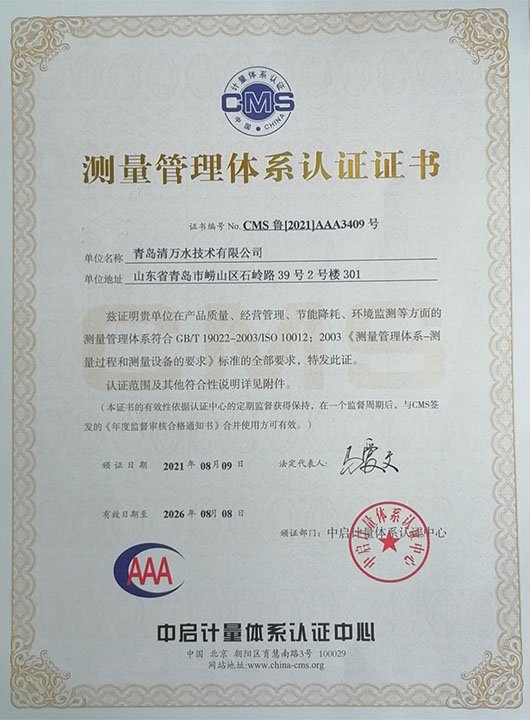 计量体系认证
CMS
中国 • CHINA
测量管理体系认证证书
证书编号 No. CMS 鲁[2021]AAA3409 号
单位名称 青岛清万水技术有限公司
单位地址 山东省青岛市崂山区石岭路 39 号 2 号楼 301
兹证明贵单位在产品质量、经营管理、节能降耗、环境监测等方面的
测量管理体系符合 GB/T 19022-2003/ISO 10012：2003《测量管理体系-测
量过程和测量设备的要求》标准的全部要求，特发此证。
认证范围及其他符合性说明详见附件。
（本证书的有效性依据认证中心的定期监督获得保持，在一个监督周期后，与CMS签
发的《年度监督审核合格通知书》合并使用方可有效。）
颁证日期 2021 年 08 月 09 日 法定代表人：
有效日期至 2026 年 08 月 08 日
颁证部门：中启计量体系认证中心
中启计量体系认证中心
AAA
中启计量体系认证中心
中国 北京 朝阳区育慧南路3号 100029
网站地址:www.china-cms.org